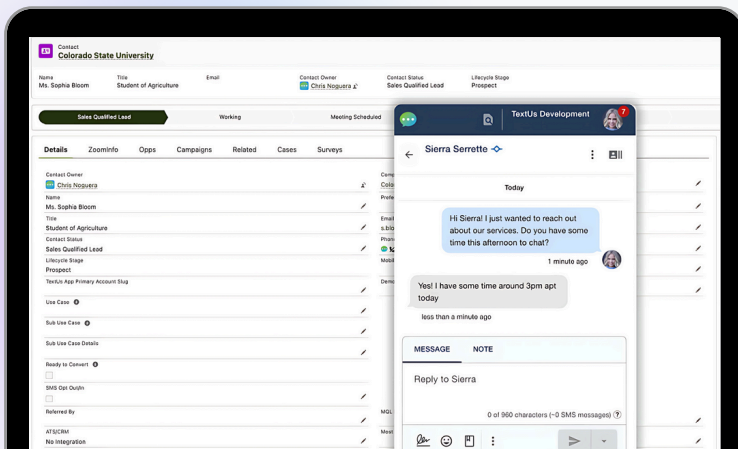 Contact
Colorado State University
Name
Title
Email
Contact Owner
Contact Status
Lifecycle Stage
Ms. Sophia Bloom
Student of Agriculture
Chris Noguera
Sales Qualified Lead
Prospect
Sales Qualified Lead
Working
Meeting Scheduled
Details
ZoomInfo
Opps
Campaigns
Related
Cases
Surveys
Contact Owner
Chris Noguera
Name
Ms. Sophia Bloom
Title
Student of Agriculture
Contact Status
Sales Qualified Lead
Lifecycle Stage
Prospect
TextUs App Primary Account Slug
Use Case
Sub Use Case
Sub Use Case Details
Ready to Convert
SMS Opt Out/In
Referred By
ATS/CRM
No Integration
Email
s.blo
MQL
TextUs Development
7
Sierra Serrette
Today
Hi Sierra! I just wanted to reach out
about our services. Do you have some
time this afternoon to chat?
1 minute ago
Yes! I have some time around 3pm apt
today
less than a minute ago
MESSAGE
NOTE
Reply to Sierra
0 of 960 characters (~0 SMS messages)